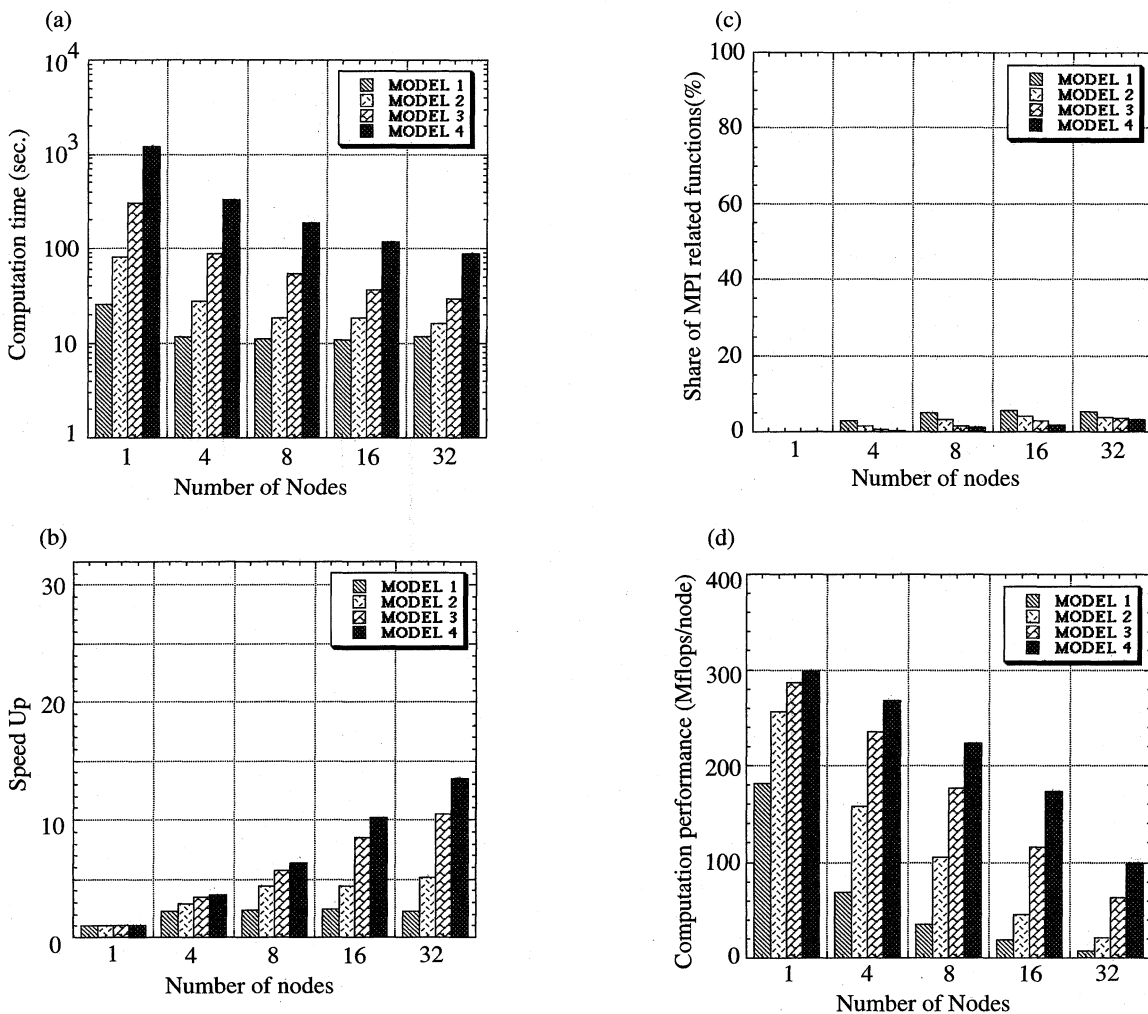 (a)
Computation time (sec.)
10^4
10^3
100
10
1
MODEL 1
MODEL 2
MODEL 3
MODEL 4
1 4 8 16 32
Number of Nodes
(c)
Share of MPI related functions(%)
100
80
60
40
20
0
MODEL 1
MODEL 2
MODEL 3
MODEL 4
1 4 8 16 32
Number of nodes
(b)
Speed Up
30
20
10
0
MODEL 1
MODEL 2
MODEL 3
MODEL 4
1 4 8 16 32
Number of nodes
(d)
Computation performance (Mflops/node)
400
300
200
100
0
MODEL 1
MODEL 2
MODEL 3
MODEL 4
1 4 8 16 32
Number of Nodes